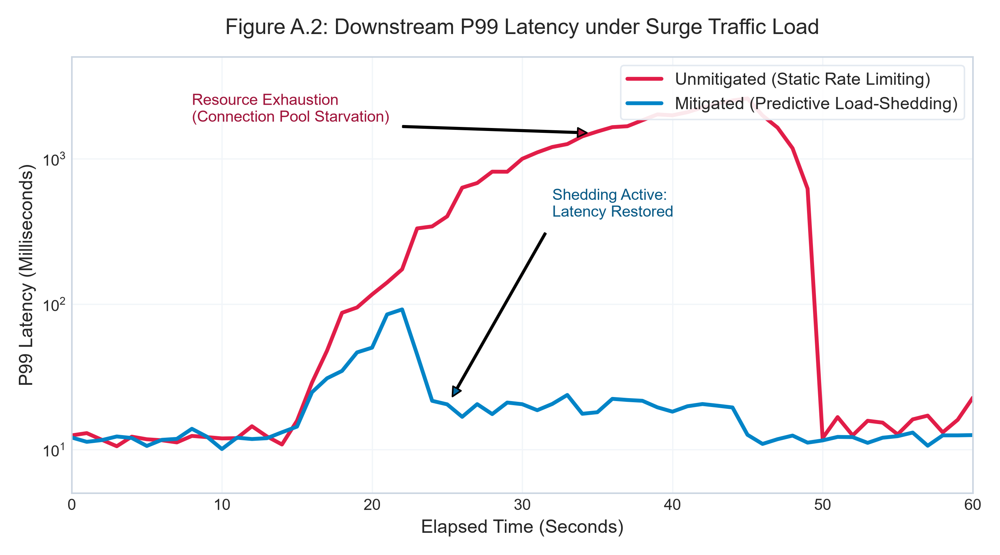 Figure A.2: Downstream P99 Latency under Surge Traffic Load
Unmitigated (Static Rate Limiting)
Mitigated (Predictive Load-Shedding)
Resource Exhaustion
(Connection Pool Starvation)
Shedding Active:
Latency Restored
P99 Latency (Milliseconds)
10³
10²
10¹
0 10 20 30 40 50 60
Elapsed Time (Seconds)